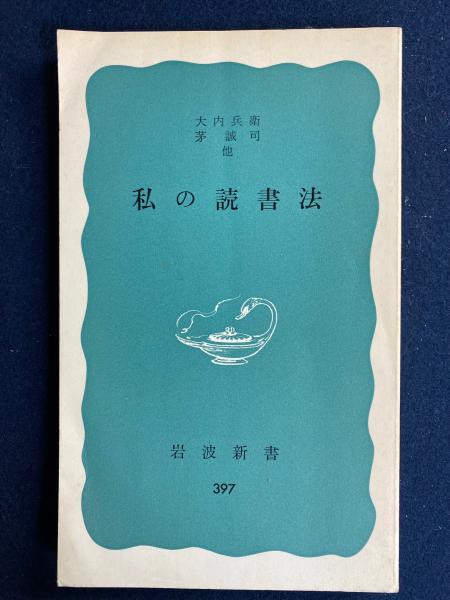 大内兵衛
茅誠司
他
私の読書法
岩波新書
397